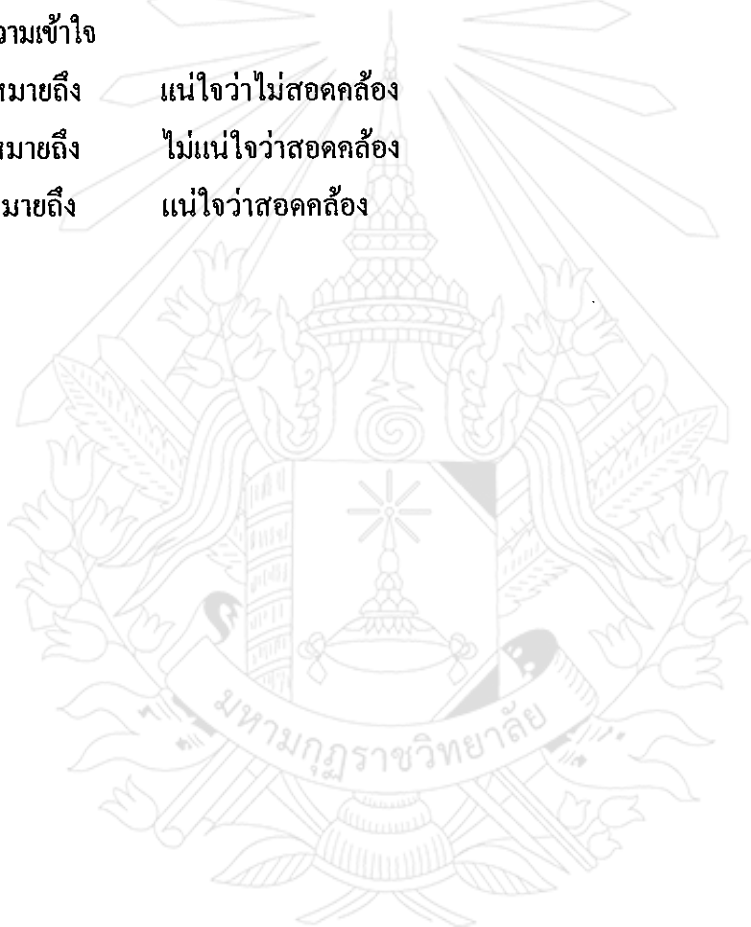 วามเข้าใจ
หมายถึง แน่ใจว่าไม่สอดคล้อง
หมายถึง ไม่แน่ใจว่าสอดคล้อง
มายถึง แน่ใจว่าสอดคล้อง
มหามกุฏราชวิทยาลัย